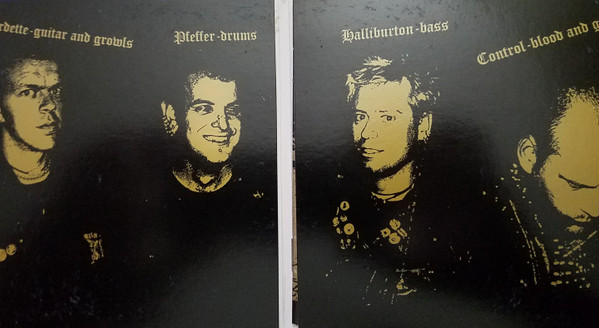 rdette-guitar and growls
Pfeffer-drums
Halliburton-bass
Control-blood and g